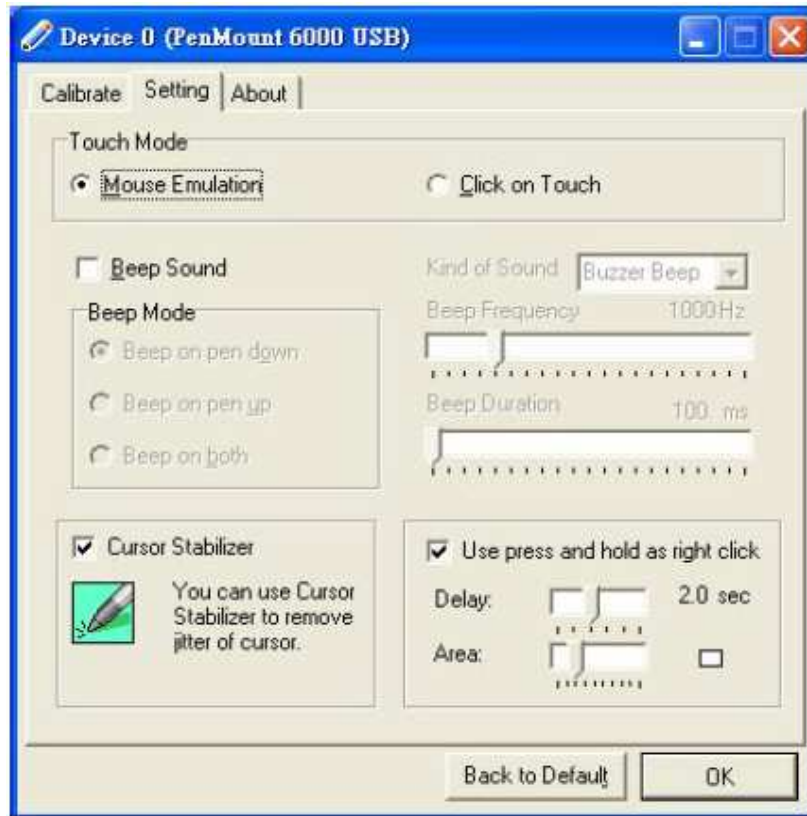 Device 0 (PenMount 6000 USB)
Calibrate Setting About
Touch Mode
Mouse Emulation Click on Touch
Beep Sound Kind of Sound Buzzer Beep
Beep Mode Beep Frequency 1000Hz
Beep on pen down
Beep on pen up Beep Duration 100 ms
Beep on both
Cursor Stabilizer Use press and hold as right click
You can use Cursor
Stabilizer to remove
jitter of cursor.
Delay: 2.0 sec
Area:
Back to Default OK